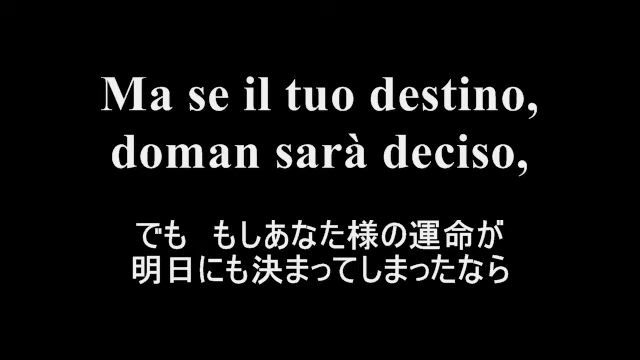 Ma se il tuo destino,
doman sarà deciso,
でも　もしあなた様の運命が
明日にも決まってしまったなら